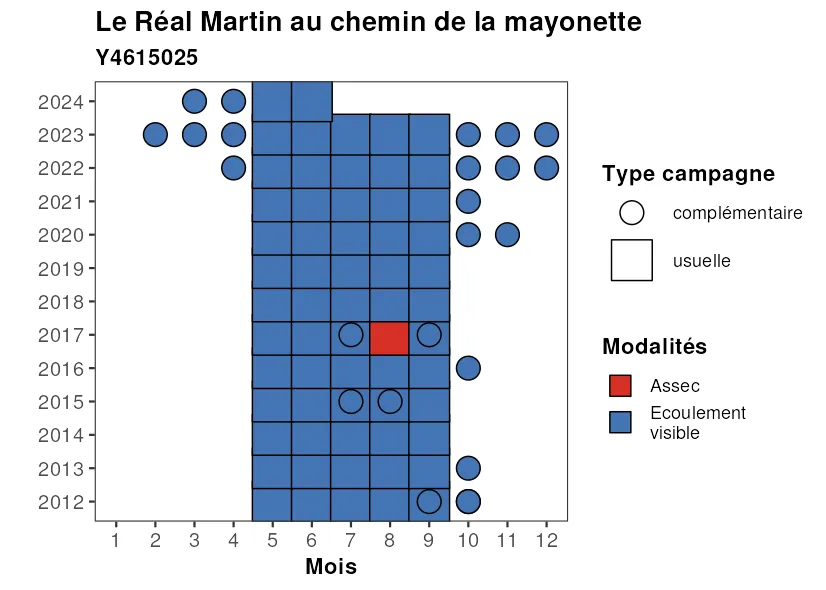 Le Réal Martin au chemin de la mayonette
Y4615025
2024
2023
2022
2021
2020
2019
2018
2017
2016
2015
2014
2013
2012
1 2 3 4 5 6 7 8 9 10 11 12
Mois
Type campagne
complémentaire
usuelle
Modalités
Assec
Ecoulement
visible